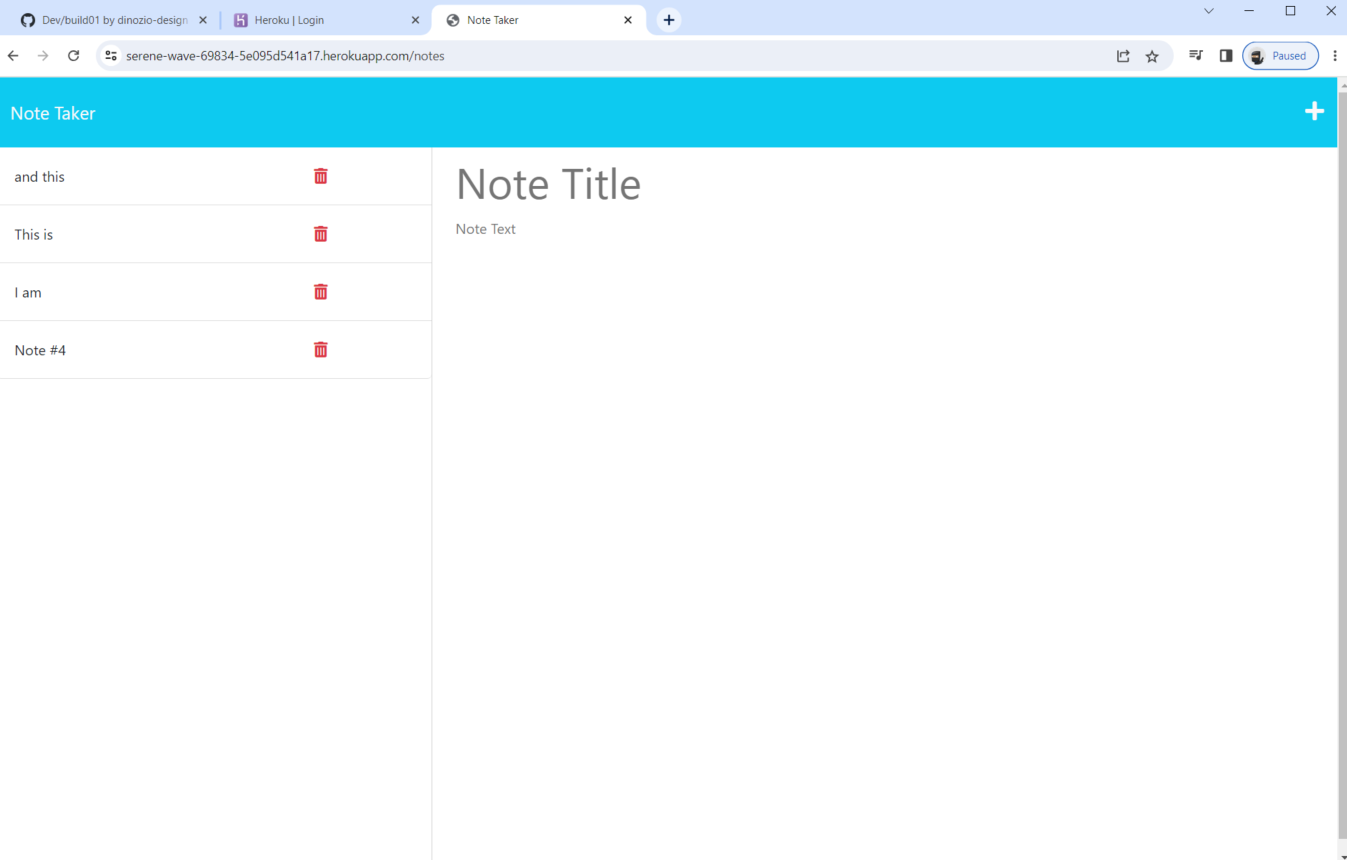 Dev/build01 by dinozio-design
Heroku | Login
Note Taker
serene-wave-69834-5e095d541a17.herokuapp.com/notes
Paused
Note Taker
and this
This is
I am
Note #4
Note Title
Note Text